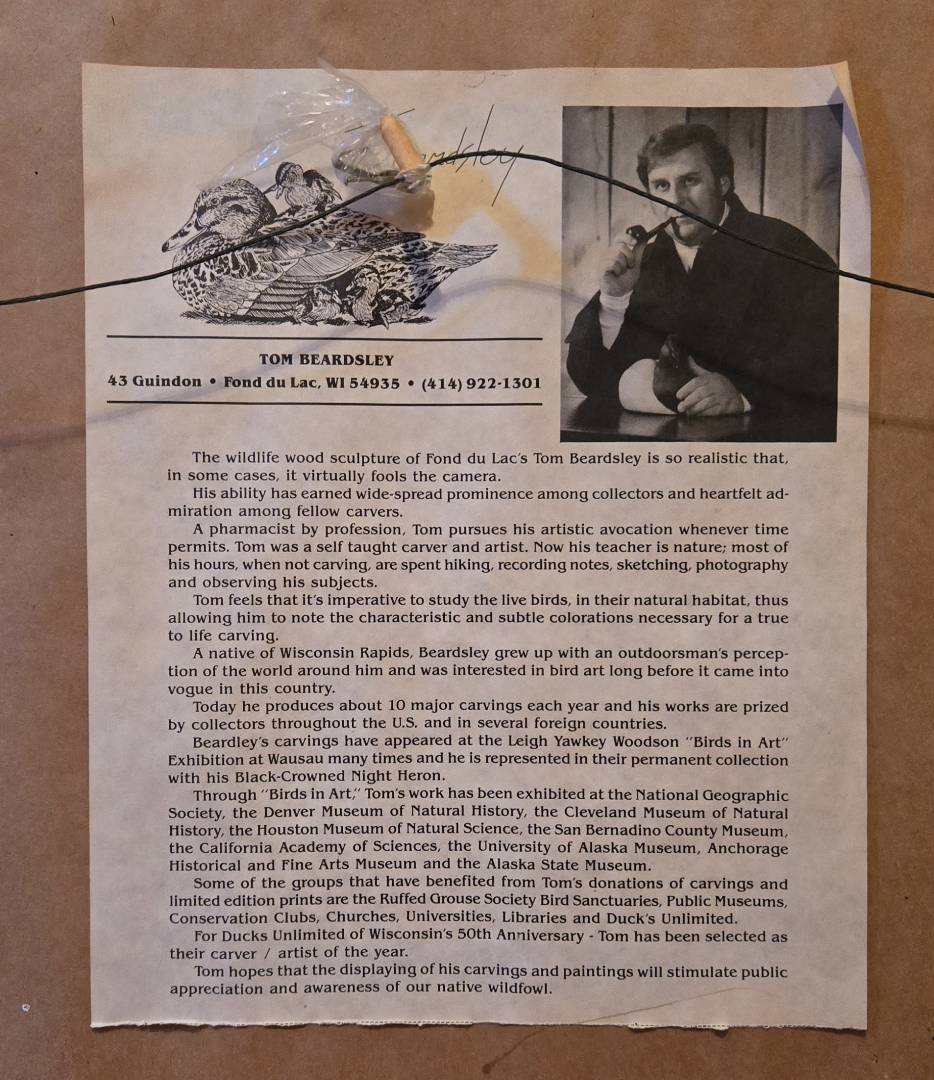 TOM BEARDSLEY
43 Guindon • Fond du Lac, WI 54935 • (414) 922-1301
The wildlife wood sculpture of Fond du Lac's Tom Beardsley is so realistic that,
in some cases, it virtually fools the camera.
His ability has earned wide-spread prominence among collectors and heartfelt ad-
miration among fellow carvers.
A pharmacist by profession, Tom pursues his artistic avocation whenever time
permits. Tom was a self taught carver and artist. Now his teacher is nature; most of
his hours, when not carving, are spent hiking, recording notes, sketching, photography
and observing his subjects.
Tom feels that it's imperative to study the live birds, in their natural habitat, thus
allowing him to note the characteristic and subtle colorations necessary for a true
to life carving.
A native of Wisconsin Rapids, Beardsley grew up with an outdoorsman's percep-
tion of the world around him and was interested in bird art long before it came into
vogue in this country.
Today he produces about 10 major carvings each year and his works are prized
by collectors throughout the U.S. and in several foreign countries.
Beardley's carvings have appeared at the Leigh Yawkey Woodson "Birds in Art"
Exhibition at Wausau many times and he is represented in their permanent collection
with his Black-Crowned Night Heron.
Through "Birds in Art," Tom's work has been exhibited at the National Geographic
Society, the Denver Museum of Natural History, the Cleveland Museum of Natural
History, the Houston Museum of Natural Science, the San Bernadino County Museum,
the California Academy of Sciences, the University of Alaska Museum, Anchorage
Historical and Fine Arts Museum and the Alaska State Museum.
Some of the groups that have benefited from Tom's donations of carvings and
limited edition prints are the Ruffed Grouse Society Bird Sanctuaries, Public Museums,
Conservation Clubs, Churches, Universities, Libraries and Duck's Unlimited.
For Ducks Unlimited of Wisconsin's 50th Anniversary - Tom has been selected as
their carver / artist of the year.
Tom hopes that the displaying of his carvings and paintings will stimulate public
appreciation and awareness of our native wildfowl.